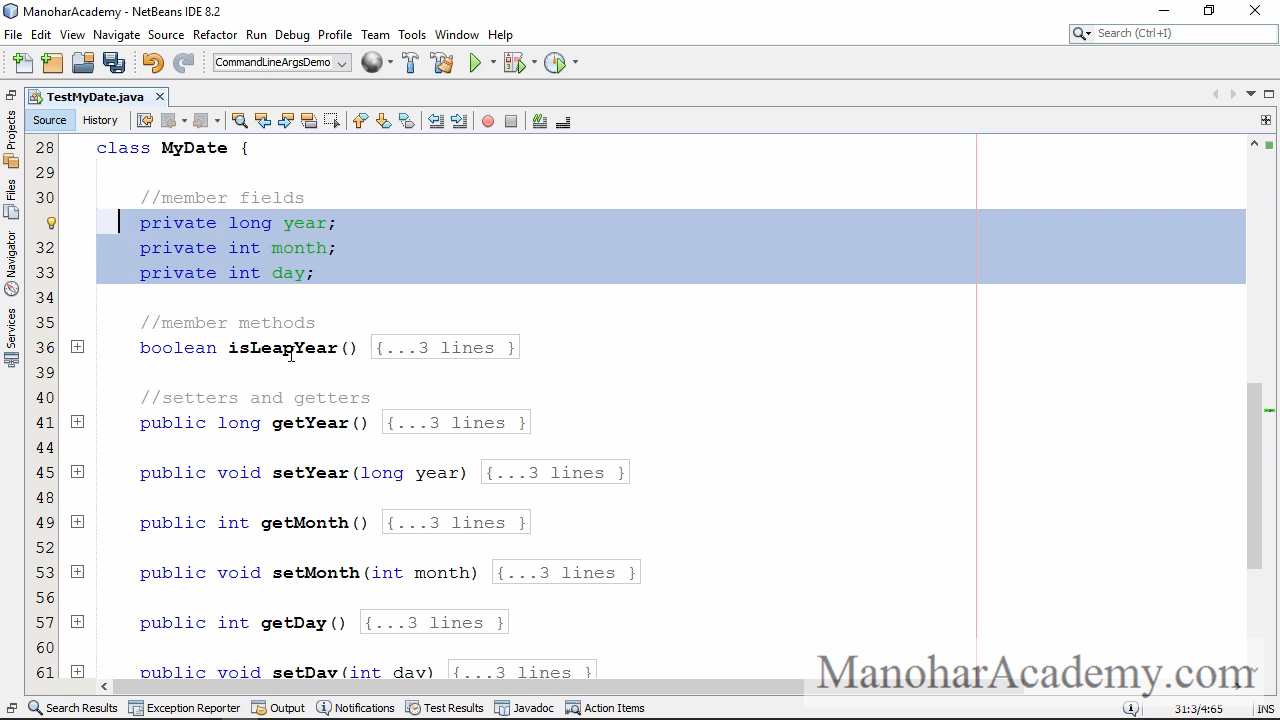 ManoharAcademy - NetBeans IDE 8.2
File Edit View Navigate Source Refactor Run Debug Profile Team Tools Window Help
Search (Ctrl+I)
CommandLineArgsDemo
TestMyDate.java
Source History
Projects
Files
Navigator
Services
28 class MyDate {
29
30 //member fields
private long year;
32 private int month;
33 private int day;
34
35 //member methods
36 boolean isLeapYear() {...3 lines }
39
40 //setters and getters
41 public long getYear() {...3 lines }
44
45 public void setYear(long year) {...3 lines }
48
49 public int getMonth() {...3 lines }
52
53 public void setMonth(int month) {...3 lines }
56
57 public int getDay() {...3 lines }
60
61 public void setDay(int day) {...3 lines }
ManoharAcademy.com
Search Results Exception Reporter Output Notifications Test Results Javadoc Action Items 31:3/4:65 INS